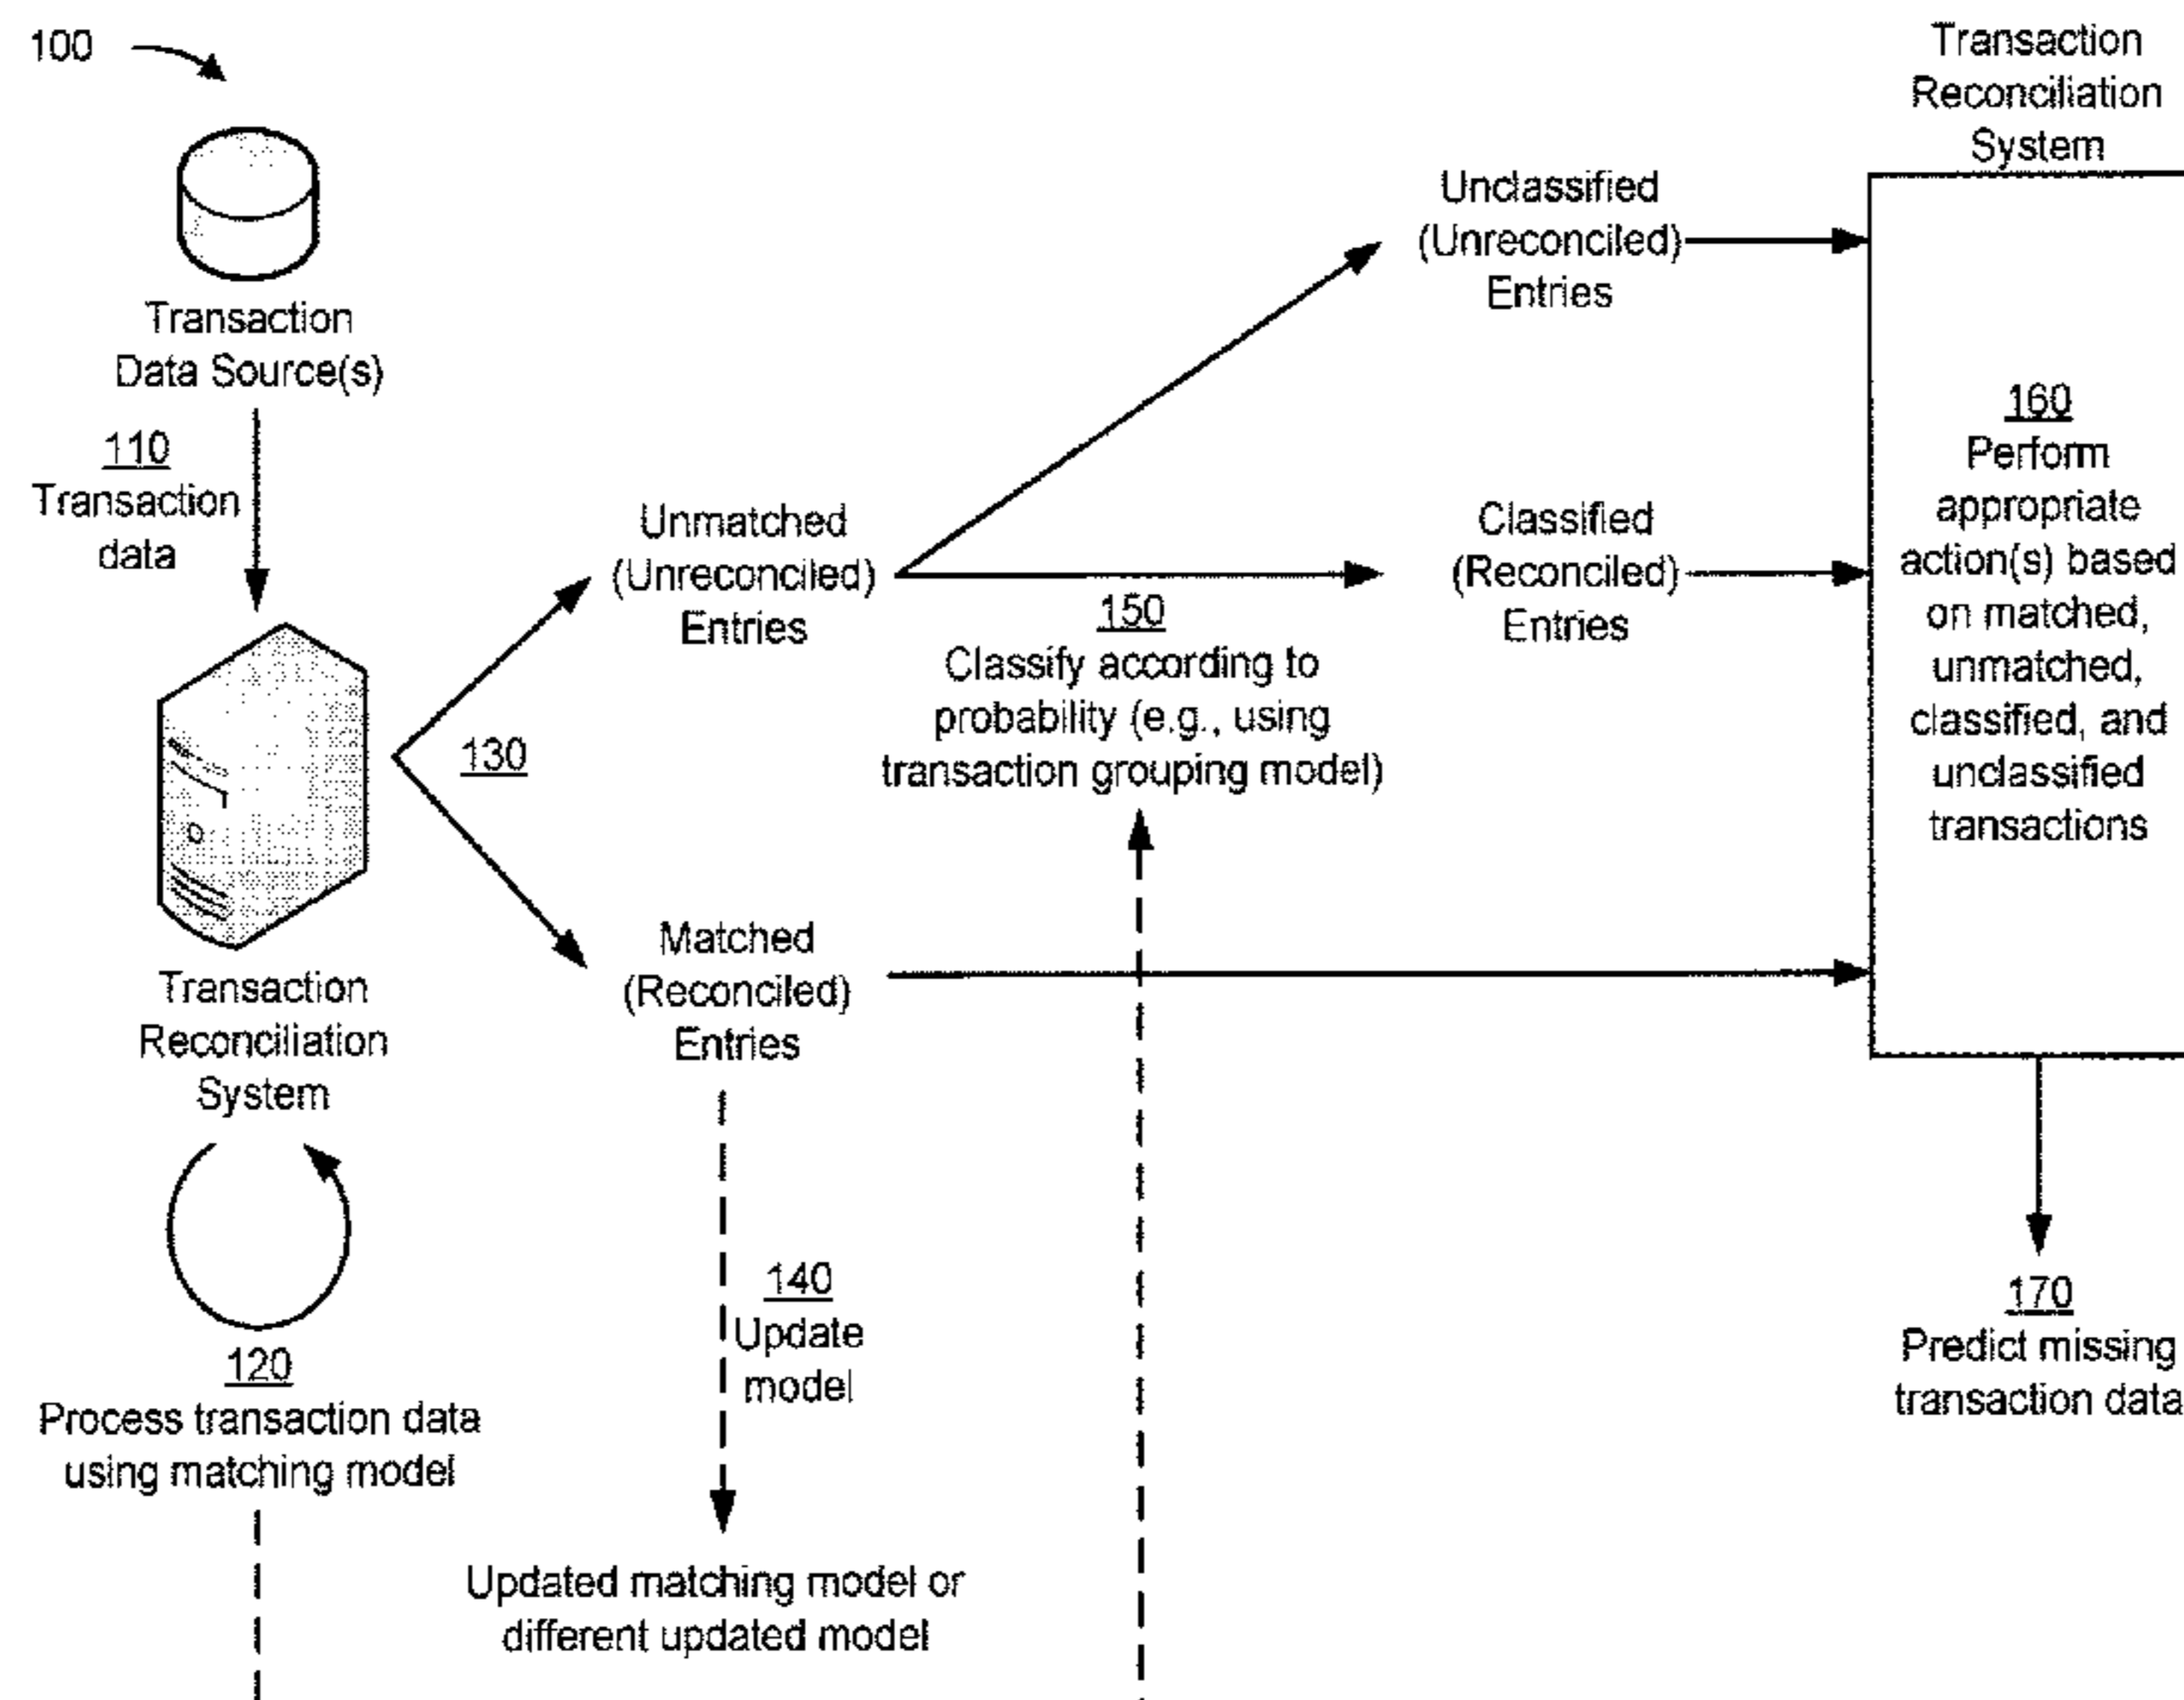 100
Transaction
Data Source(s)
110
Transaction
data
Transaction
Reconciliation
System
120
Process transaction data
using matching model
130
Unmatched
(Unreconciled)
Entries
Matched
(Reconciled)
Entries
140
Update
model
Updated matching model or
different updated model
150
Classify according to
probability (e.g., using
transaction grouping model)
Unclassified
(Unreconciled)
Entries
Classified
(Reconciled)
Entries
Transaction
Reconciliation
System
160
Perform
appropriate
action(s) based
on matched,
unmatched,
classified, and
unclassified
transactions
170
Predict missing
transaction data